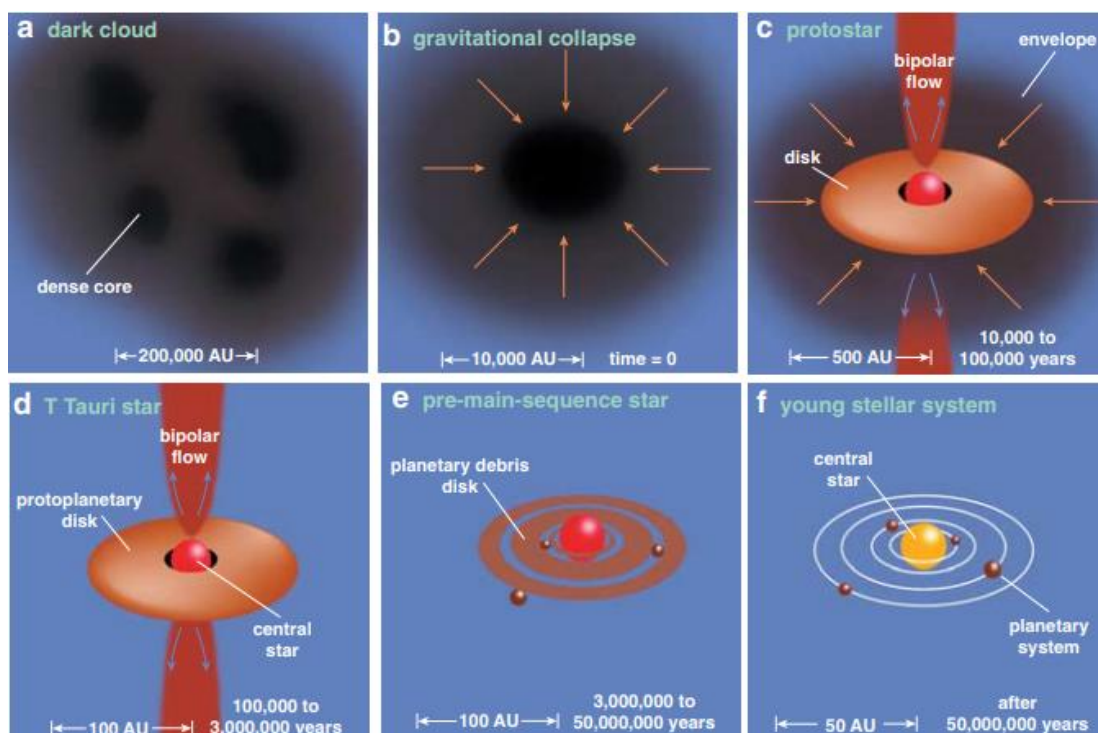 a dark cloud
dense core
200,000 AU
b gravitational collapse
10,000 AU
time = 0
c protostar
envelope
bipolar
flow
disk
500 AU
10,000 to
100,000 years
d T Tauri star
bipolar
flow
protoplanetary
disk
central
star
100 AU
100,000 to
3,000,000 years
e pre-main-sequence star
planetary debris
disk
100 AU
3,000,000 to
50,000,000 years
f young stellar system
central
star
planetary
system
50 AU
after
50,000,000 years